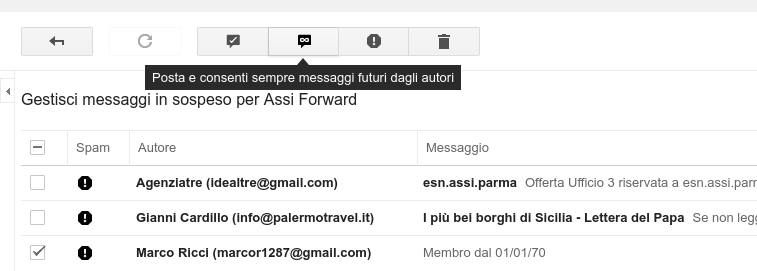 Posta e consenti sempre messaggi futuri dagli autori
Gestisci messaggi in sospeso per Assi Forward
Spam Autore Messaggio
Agenziatre (idealtre@gmail.com) esn.assi.parma Offerta Ufficio 3 riservata a esn.assi.parm
Gianni Cardillo (info@palermotravel.it) I più bei borghi di Sicilia - Lettera del Papa Se non legg
Marco Ricci (marcor1287@gmail.com) Membro dal 01/01/70